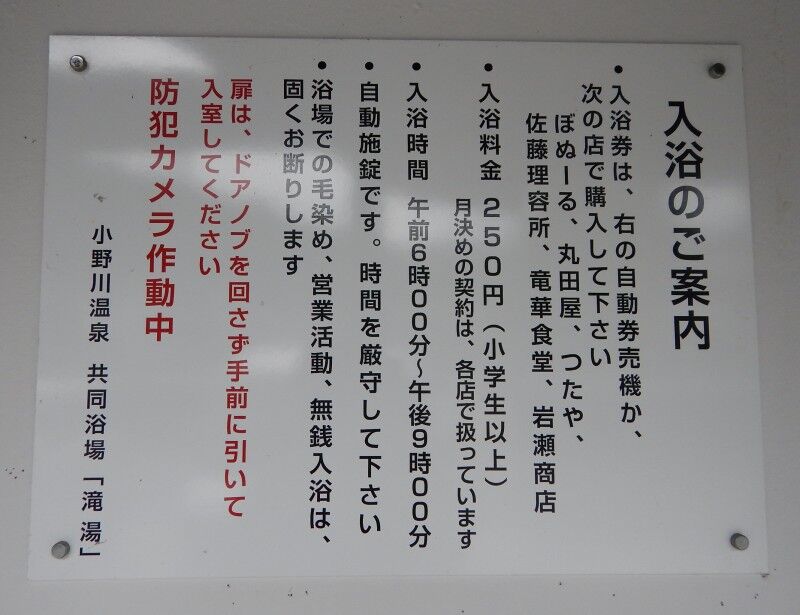 入浴のご案内
・入浴券は、右の自動券売機か、
次の店で購入して下さい
ぼぬーる、丸田屋、つたや、
佐藤理容所、竜華食堂、岩瀬商店
・入浴料金 250円（小学生以上）
月決めの契約は、各店で扱っています
・入浴時間 午前6時00分〜午後9時00分
・自動施錠です。時間を厳守して下さい
・浴場での毛染め、営業活動、無銭入浴は、
固くお断りします
扉は、ドアノブを回さず手前に引いて
入室してください
防犯カメラ作動中
小野川温泉 共同浴場「滝湯」